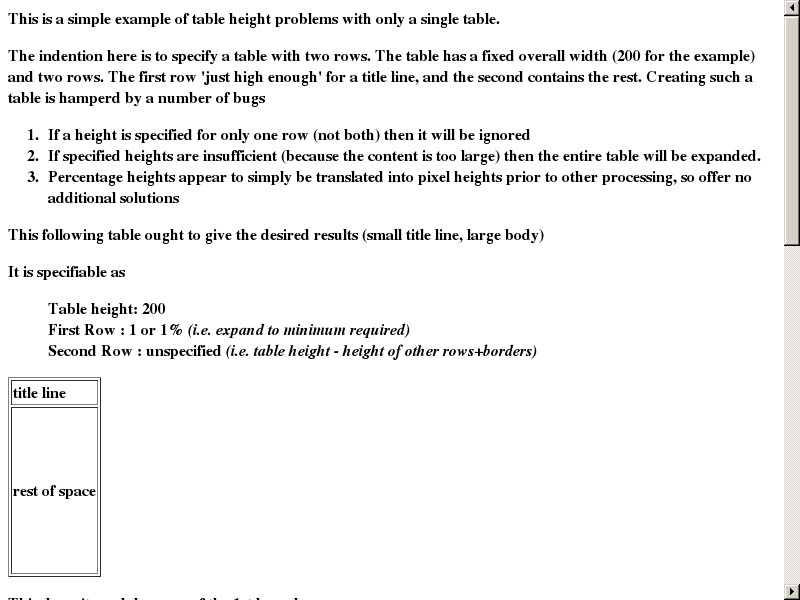 This is a simple example of table height problems with only a single table.
The indention here is to specify a table with two rows. The table has a fixed overall width (200 for the example)
and two rows. The first row 'just high enough' for a title line, and the second contains the rest. Creating such a
table is hamperd by a number of bugs
1. If a height is specified for only one row (not both) then it will be ignored
2. If specified heights are insufficient (because the content is too large) then the entire table will be expanded.
3. Percentage heights appear to simply be translated into pixel heights prior to other processing, so offer no
additional solutions
This following table ought to give the desired results (small title line, large body)
It is specifiable as
Table height: 200
First Row : 1 or 1% (i.e. expand to minimum required)
Second Row : unspecified (i.e. table height - height of other rows+borders)
title line
rest of space